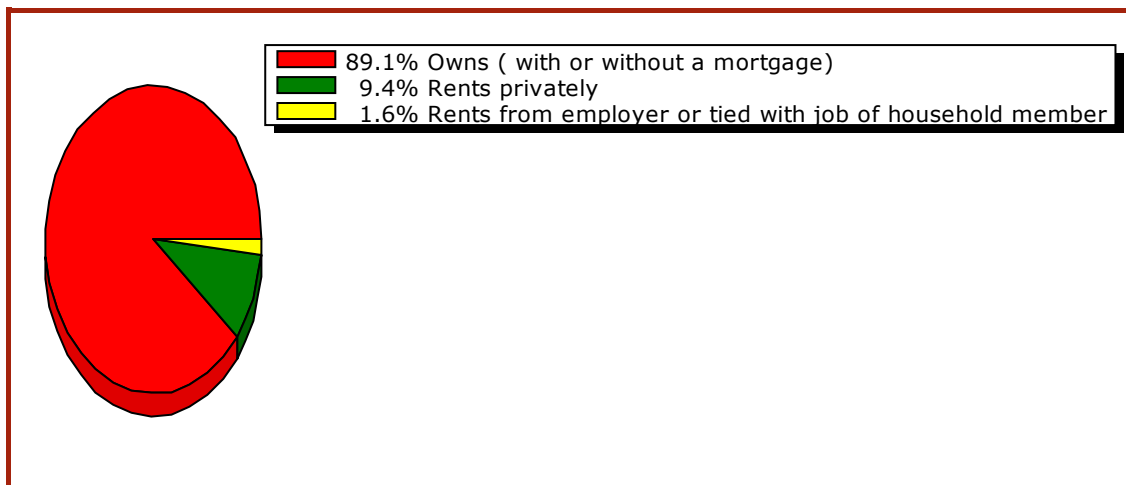 89.1% Owns ( with or without a mortgage)
9.4% Rents privately
1.6% Rents from employer or tied with job of household member